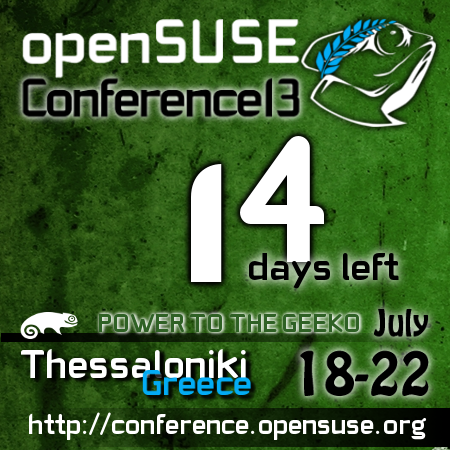 openSUSE
Conference13
14
days left
POWER TO THE GEEKO July
Thessaloniki
Greece
18-22
http://conference.opensuse.org